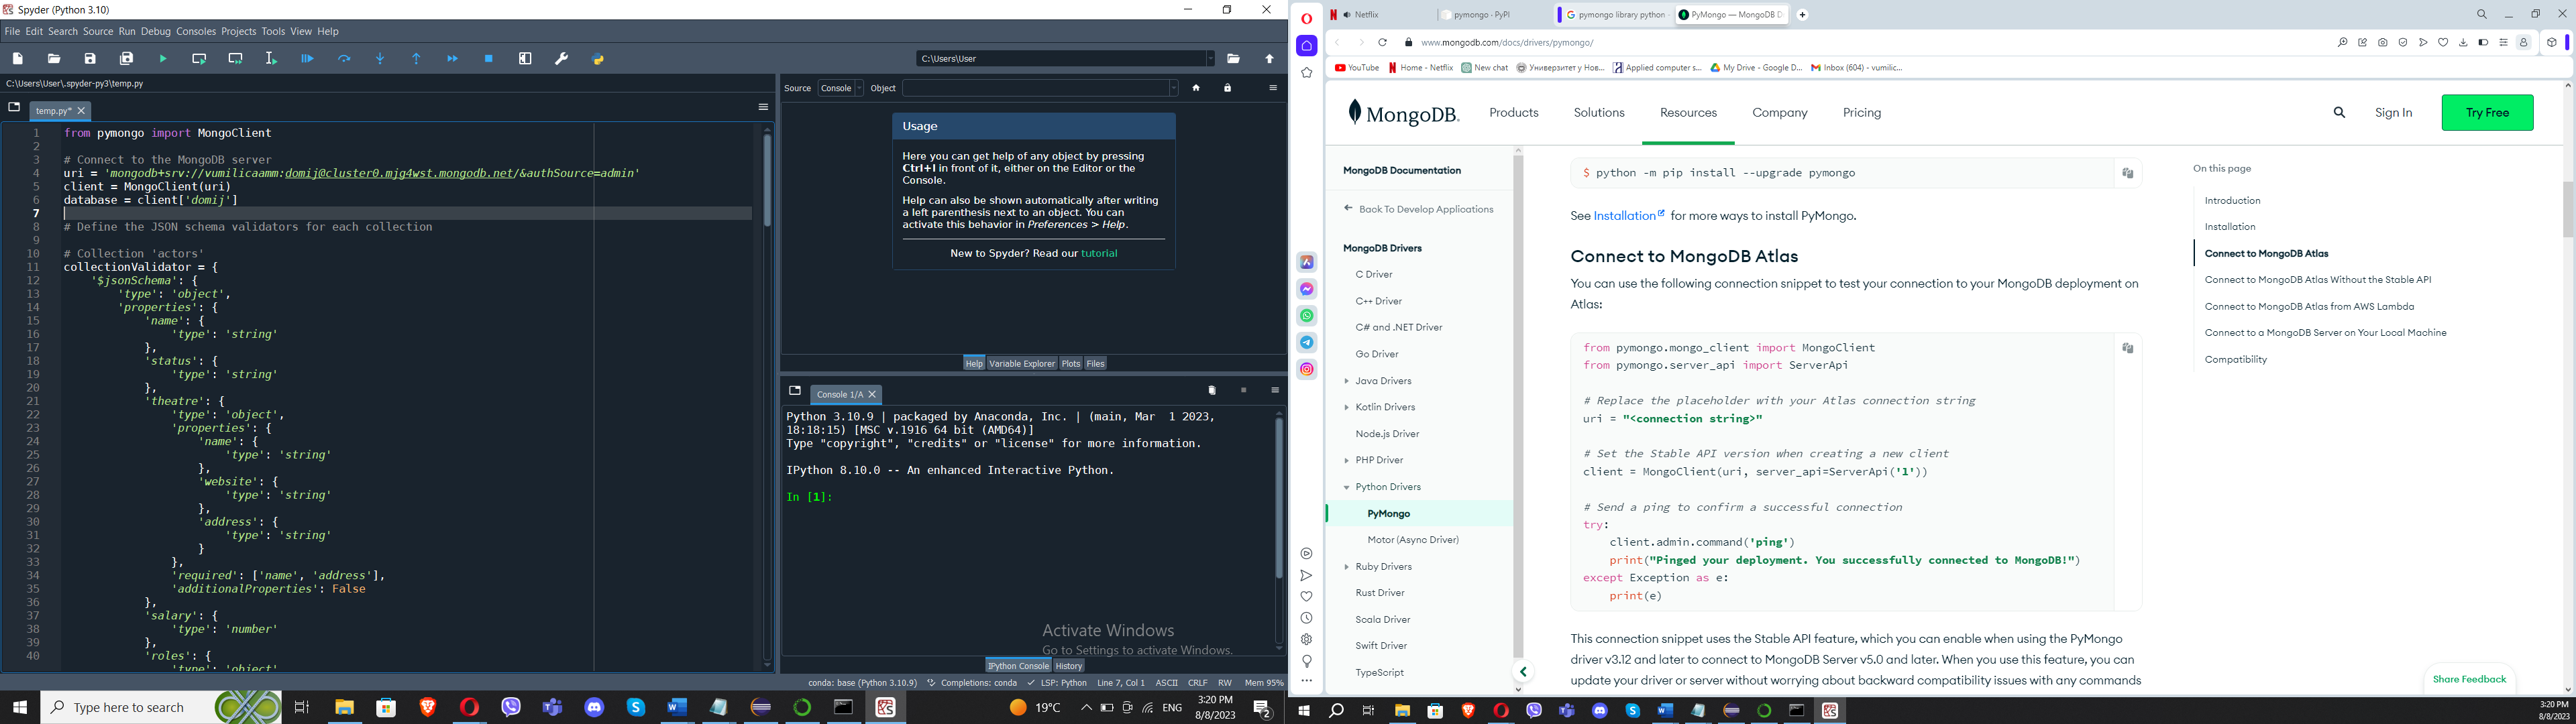 Spyder (Python 3.10)
File Edit Search Source Run Debug Consoles Projects Tools View Help
C:\Users\User
C:\Users\User\.spyder-py3\temp.py
temp.py*
1 from pymongo import MongoClient
2
3 # Connect to the MongoDB server
4 uri = 'mongodb+srv://vumilicaamm:domij@cluster0.mjg4wst.mongodb.net/&authSource=admin'
5 client = MongoClient(uri)
6 database = client['domij']
7
8 # Define the JSON schema validators for each collection
9
10 # Collection 'actors'
11 collectionValidator = {
12 '$jsonSchema': {
13 'type': 'object',
14 'properties': {
15 'name': {
16 'type': 'string'
17 },
18 'status': {
19 'type': 'string'
20 },
21 'theatre': {
22 'type': 'object',
23 'properties': {
24 'name': {
25 'type': 'string'
26 },
27 'website': {
28 'type': 'string'
29 },
30 'address': {
31 'type': 'string'
32 }
33 },
34 'required': ['name', 'address'],
35 'additionalProperties': False
36 },
37 'salary': {
38 'type': 'number'
39 },
40 'roles': {
'type': 'object'
Source Console Object
Usage
Here you can get help of any object by pressing
Ctrl+I in front of it, either on the Editor or the
Console.
Help can also be shown automatically after writing
a left parenthesis next to an object. You can
activate this behavior in Preferences > Help.
New to Spyder? Read our tutorial
Help Variable Explorer Plots Files
Console 1/A
Python 3.10.9 | packaged by Anaconda, Inc. | (main, Mar  1 2023,
18:18:15) [MSC v.1916 64 bit (AMD64)]
Type "copyright", "credits" or "license" for more information.
IPython 8.10.0 -- An enhanced Interactive Python.
In [1]:
Activate Windows
Go to Settings to activate Windows.
IPython Console History
conda: base (Python 3.10.9) Completions: conda LSP: Python Line 7, Col 1 ASCII CRLF RW Mem 95%
Type here to search
19°C ENG 3:20 PM
8/8/2023
2
Netflix pymongo · PyPI pymongo library python PyMongo — MongoDB D
www.mongodb.com/docs/drivers/pymongo/
YouTube Home - Netflix New chat Универзитет у Нов... Applied computer s... My Drive - Google D... Inbox (604) - vumilic...
MongoDB. Products Solutions Resources Company Pricing Sign In Try Free
MongoDB Documentation
Back To Develop Applications
MongoDB Drivers
C Driver
C++ Driver
C# and .NET Driver
Go Driver
Java Drivers
Kotlin Drivers
Node.js Driver
PHP Driver
Python Drivers
PyMongo
Motor (Async Driver)
Ruby Drivers
Rust Driver
Scala Driver
Swift Driver
TypeScript
$ python -m pip install --upgrade pymongo
See Installation for more ways to install PyMongo.
Connect to MongoDB Atlas
You can use the following connection snippet to test your connection to your MongoDB deployment on
Atlas:
from pymongo.mongo_client import MongoClient
from pymongo.server_api import ServerApi
# Replace the placeholder with your Atlas connection string
uri = "<connection string>"
# Set the Stable API version when creating a new client
client = MongoClient(uri, server_api=ServerApi('1'))
# Send a ping to confirm a successful connection
try:
client.admin.command('ping')
print("Pinged your deployment. You successfully connected to MongoDB!")
except Exception as e:
print(e)
This connection snippet uses the Stable API feature, which you can enable when using the PyMongo
driver v3.12 and later to connect to MongoDB Server v5.0 and later. When you use this feature, you can
update your driver or server without worrying about backward compatibility issues with any commands
On this page
Introduction
Installation
Connect to MongoDB Atlas
Connect to MongoDB Atlas Without the Stable API
Connect to MongoDB Atlas from AWS Lambda
Connect to a MongoDB Server on Your Local Machine
Compatibility
Share Feedback
3:20 PM
8/8/2023